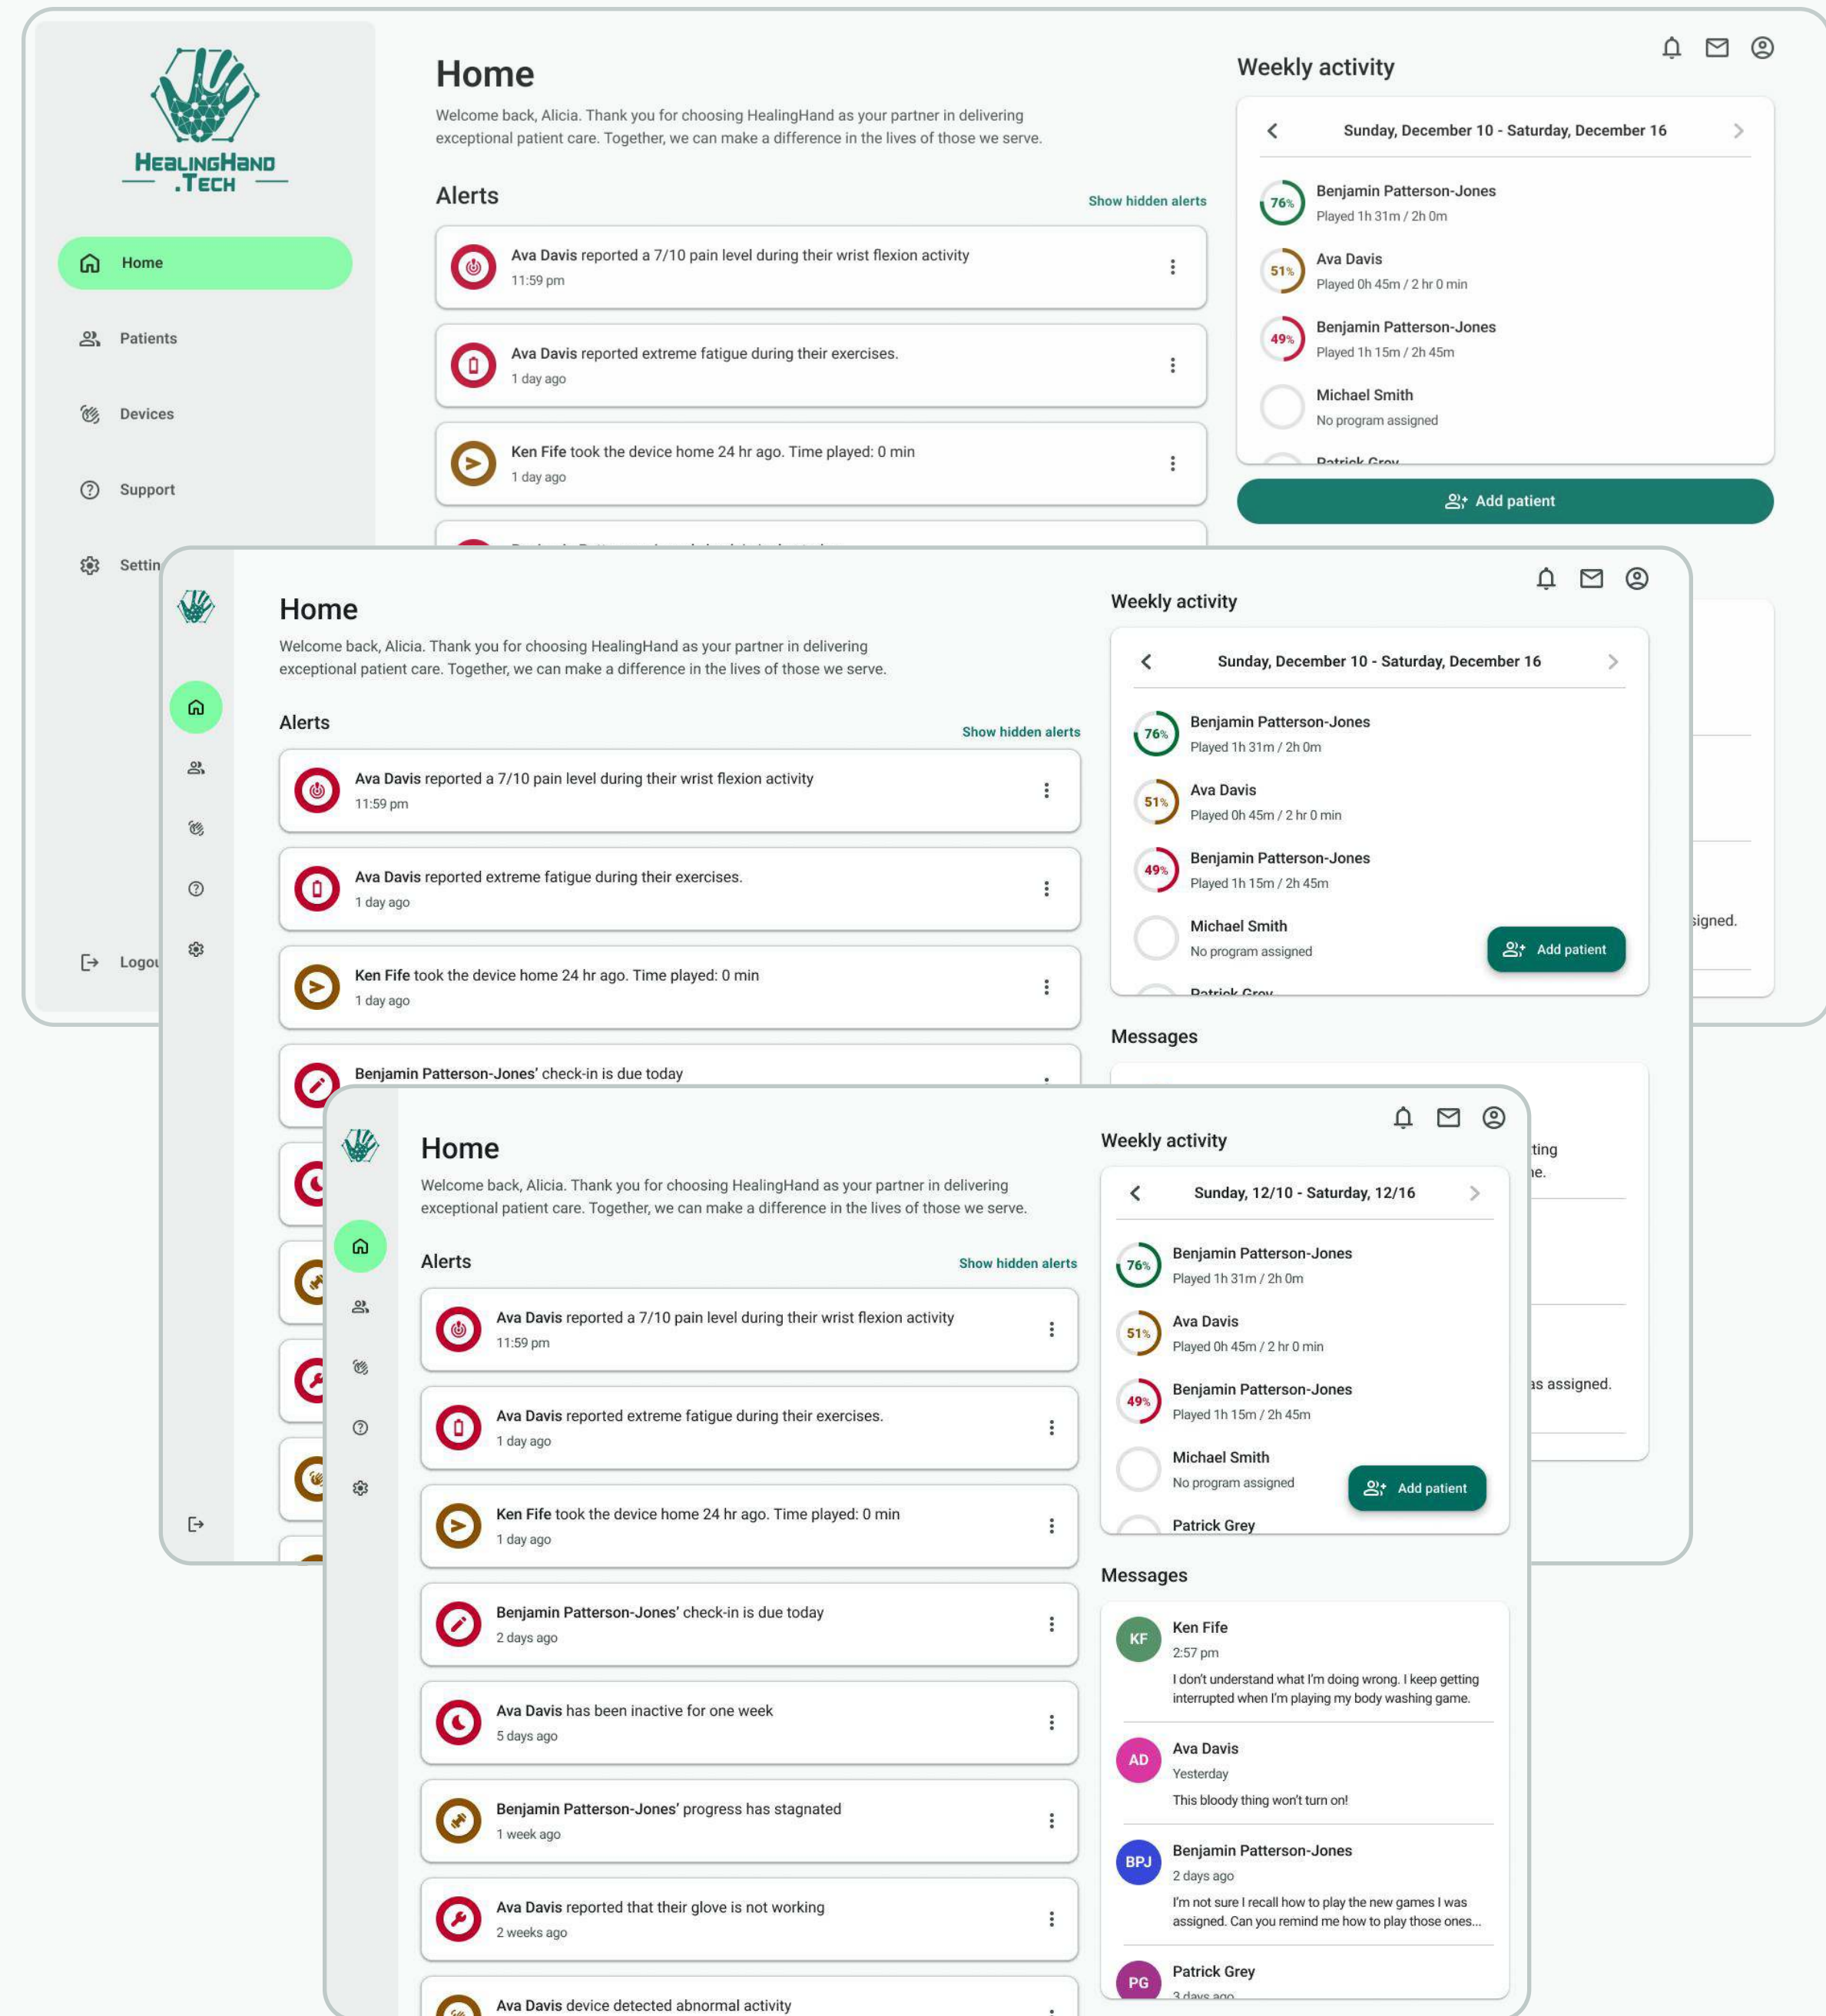 HEALINGHAND
.TECH
Home
Patients
Devices
Support
Settin
Logou
Home
Welcome back, Alicia. Thank you for choosing HealingHand as your partner in delivering
exceptional patient care. Together, we can make a difference in the lives of those we serve.
Alerts
Show hidden alerts
Ava Davis reported a 7/10 pain level during their wrist flexion activity
11:59 pm
Ava Davis reported extreme fatigue during their exercises.
1 day ago
Ken Fife took the device home 24 hr ago. Time played: 0 min
1 day ago
Weekly activity
Sunday, December 10 - Saturday, December 16
76%
Benjamin Patterson-Jones
Played 1h 31m / 2h 0m
51%
Ava Davis
Played 0h 45m / 2 hr 0 min
49%
Benjamin Patterson-Jones
Played 1h 15m / 2h 45m
Michael Smith
No program assigned
Patrick Grey
Add patient
signed.
Home
Welcome back, Alicia. Thank you for choosing HealingHand as your partner in delivering
exceptional patient care. Together, we can make a difference in the lives of those we serve.
Alerts
Show hidden alerts
Ava Davis reported a 7/10 pain level during their wrist flexion activity
11:59 pm
Ava Davis reported extreme fatigue during their exercises.
1 day ago
Ken Fife took the device home 24 hr ago. Time played: 0 min
1 day ago
Benjamin Patterson-Jones’ check-in is due today
Weekly activity
Sunday, December 10 - Saturday, December 16
76%
Benjamin Patterson-Jones
Played 1h 31m / 2h 0m
51%
Ava Davis
Played 0h 45m / 2 hr 0 min
49%
Benjamin Patterson-Jones
Played 1h 15m / 2h 45m
Michael Smith
No program assigned
Patrick Grey
Add patient
Messages
ting
ne.
as assigned.
Home
Welcome back, Alicia. Thank you for choosing HealingHand as your partner in delivering
exceptional patient care. Together, we can make a difference in the lives of those we serve.
Alerts
Show hidden alerts
Ava Davis reported a 7/10 pain level during their wrist flexion activity
11:59 pm
Ava Davis reported extreme fatigue during their exercises.
1 day ago
Ken Fife took the device home 24 hr ago. Time played: 0 min
1 day ago
Benjamin Patterson-Jones’ check-in is due today
2 days ago
Ava Davis has been inactive for one week
5 days ago
Benjamin Patterson-Jones’ progress has stagnated
1 week ago
Ava Davis reported that their glove is not working
2 weeks ago
Ava Davis device detected abnormal activity
Weekly activity
Sunday, 12/10 - Saturday, 12/16
76%
Benjamin Patterson-Jones
Played 1h 31m / 2h 0m
51%
Ava Davis
Played 0h 45m / 2 hr 0 min
49%
Benjamin Patterson-Jones
Played 1h 15m / 2h 45m
Michael Smith
No program assigned
Patrick Grey
Add patient
Messages
KF
Ken Fife
2:57 pm
I don’t understand what I’m doing wrong. I keep getting
interrupted when I’m playing my body washing game.
AD
Ava Davis
Yesterday
This bloody thing won’t turn on!
BPJ
Benjamin Patterson-Jones
2 days ago
I’m not sure I recall how to play the new games I was
assigned. Can you remind me how to play those ones...
PG
Patrick Grey
3 days ago